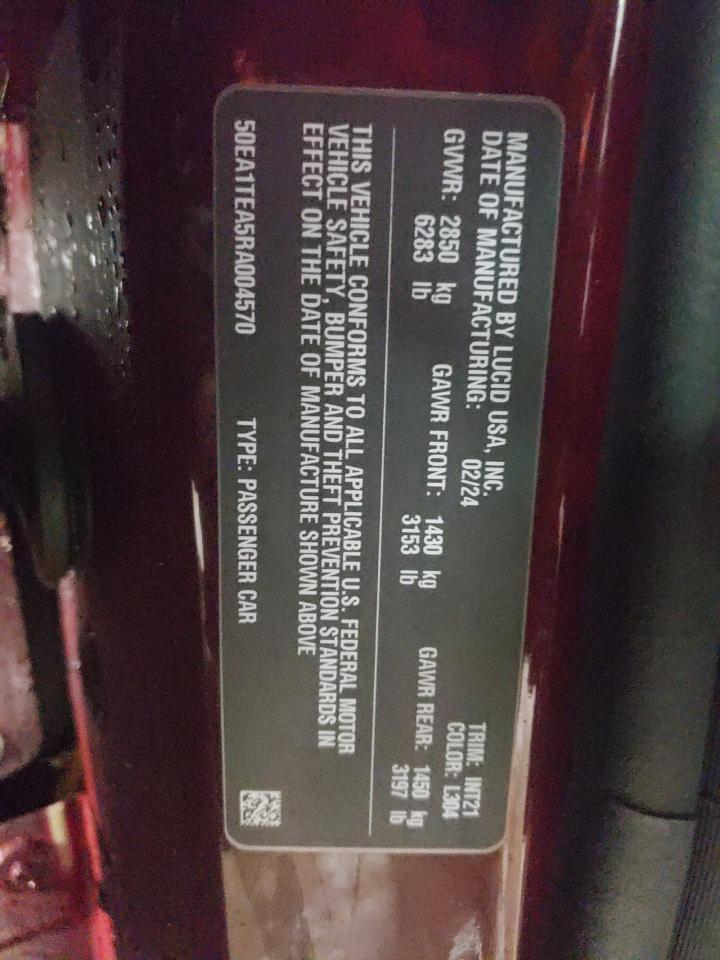 MANUFACTURED BY LUCID USA, INC.
DATE OF MANUFACTURING: 02/24
TRIM: INT21
COLOR: L304
GVWR: 2850 kg GAWR FRONT: 1430 kg GAWR REAR: 1450 kg
6283 lb 3153 lb 3197 lb
THIS VEHICLE CONFORMS TO ALL APPLICABLE U.S. FEDERAL MOTOR
VEHICLE SAFETY, BUMPER AND THEFT PREVENTION STANDARDS IN
EFFECT ON THE DATE OF MANUFACTURE SHOWN ABOVE
50EA1TEA5RA004570 TYPE: PASSENGER CAR